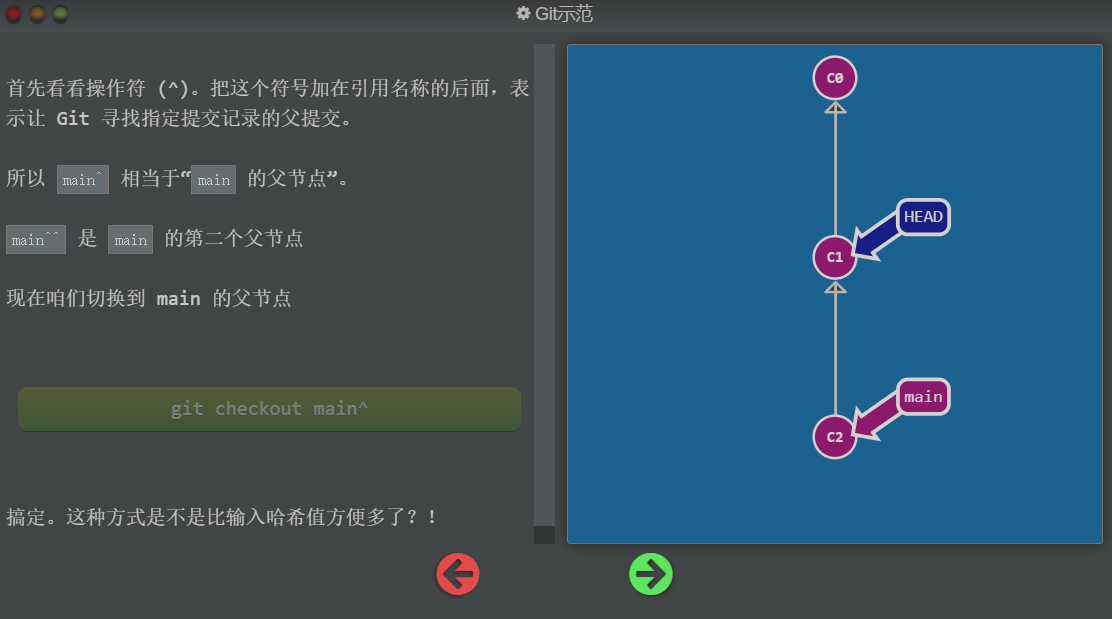 Git示范
首先看看操作符 (^)。把这个符号加在引用名称的后面，表
示让 Git 寻找指定提交记录的父提交。
所以 main^ 相当于“main 的父节点”。
main^^ 是 main 的第二个父节点
现在咱们切换到 main 的父节点
git checkout main^
搞定。这种方式是不是比输入哈希值方便多了？！
C0
HEAD
C1
main
C2